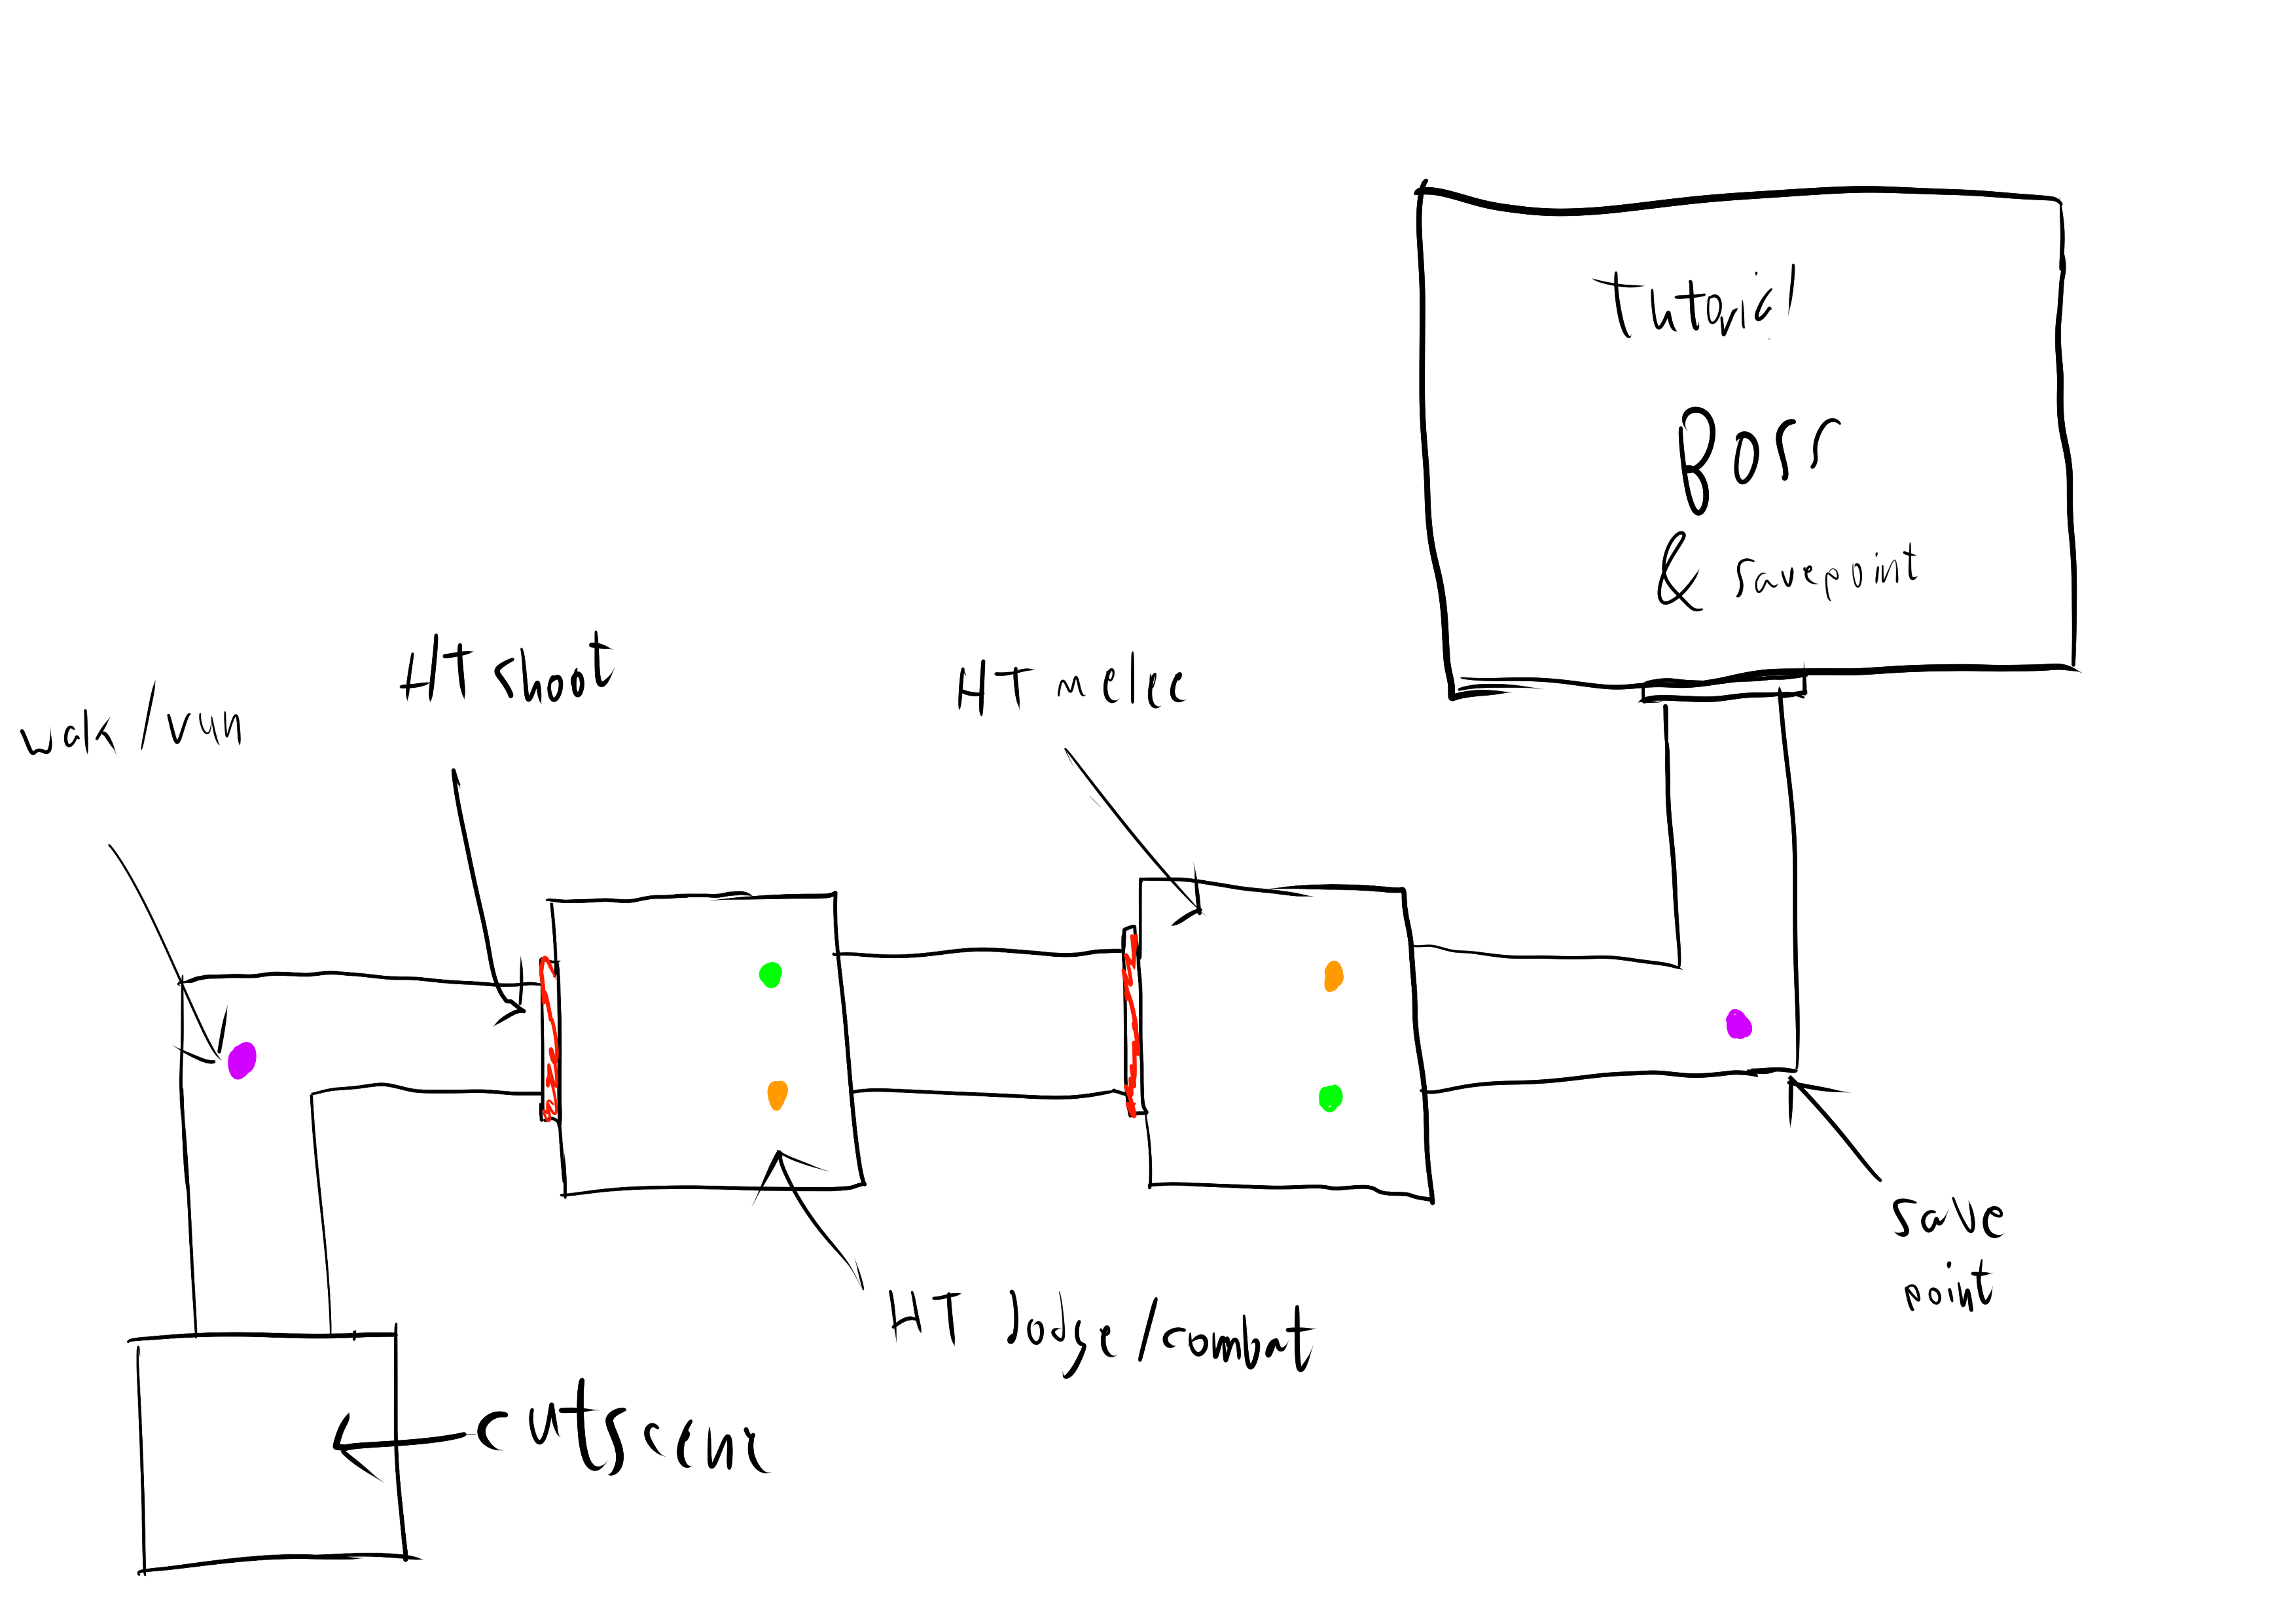 Tutorial
Boss
& savepoint
HT shoot
HT melee
walk/run
save
point
HT Dodge/combat
cutscene